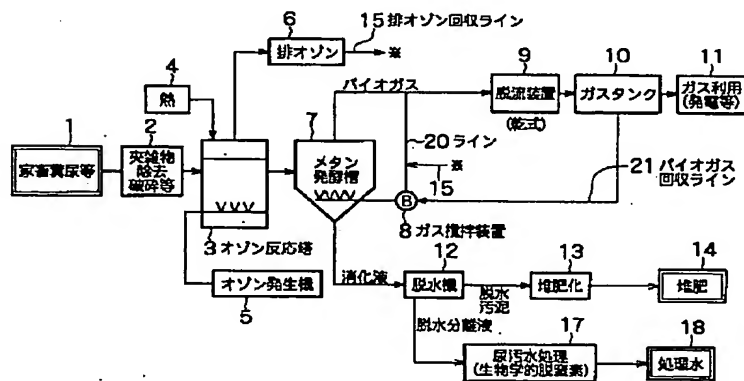 6
15 排オゾン回収ライン
排オゾン
※
4
熱
バイオガス
9
脱流装置
(乾式)
10
ガスタンク
11
ガス利用
(発電等)
1
家畜糞尿等
2
夾雑物
除去
破砕等
7
メタン
発酵槽
20 ライン
※
15
21 バイオガス
回収ライン
B
8 ガス攪拌装置
3 オゾン反応塔
オゾン発生機
5
消化液
12
脱水機
脱水
汚泥
13
堆肥化
14
堆肥
脱水分離液
17
尿汚水処理
(生物学的脱窒素)
18
処理水